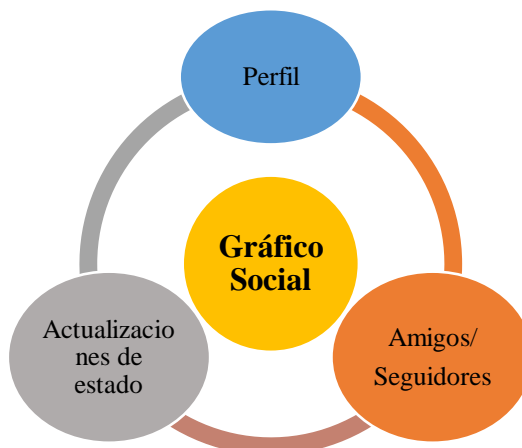 Perfil
Gráfico
Social
Actualizacio
nes de
estado
Amigos/
Seguidores